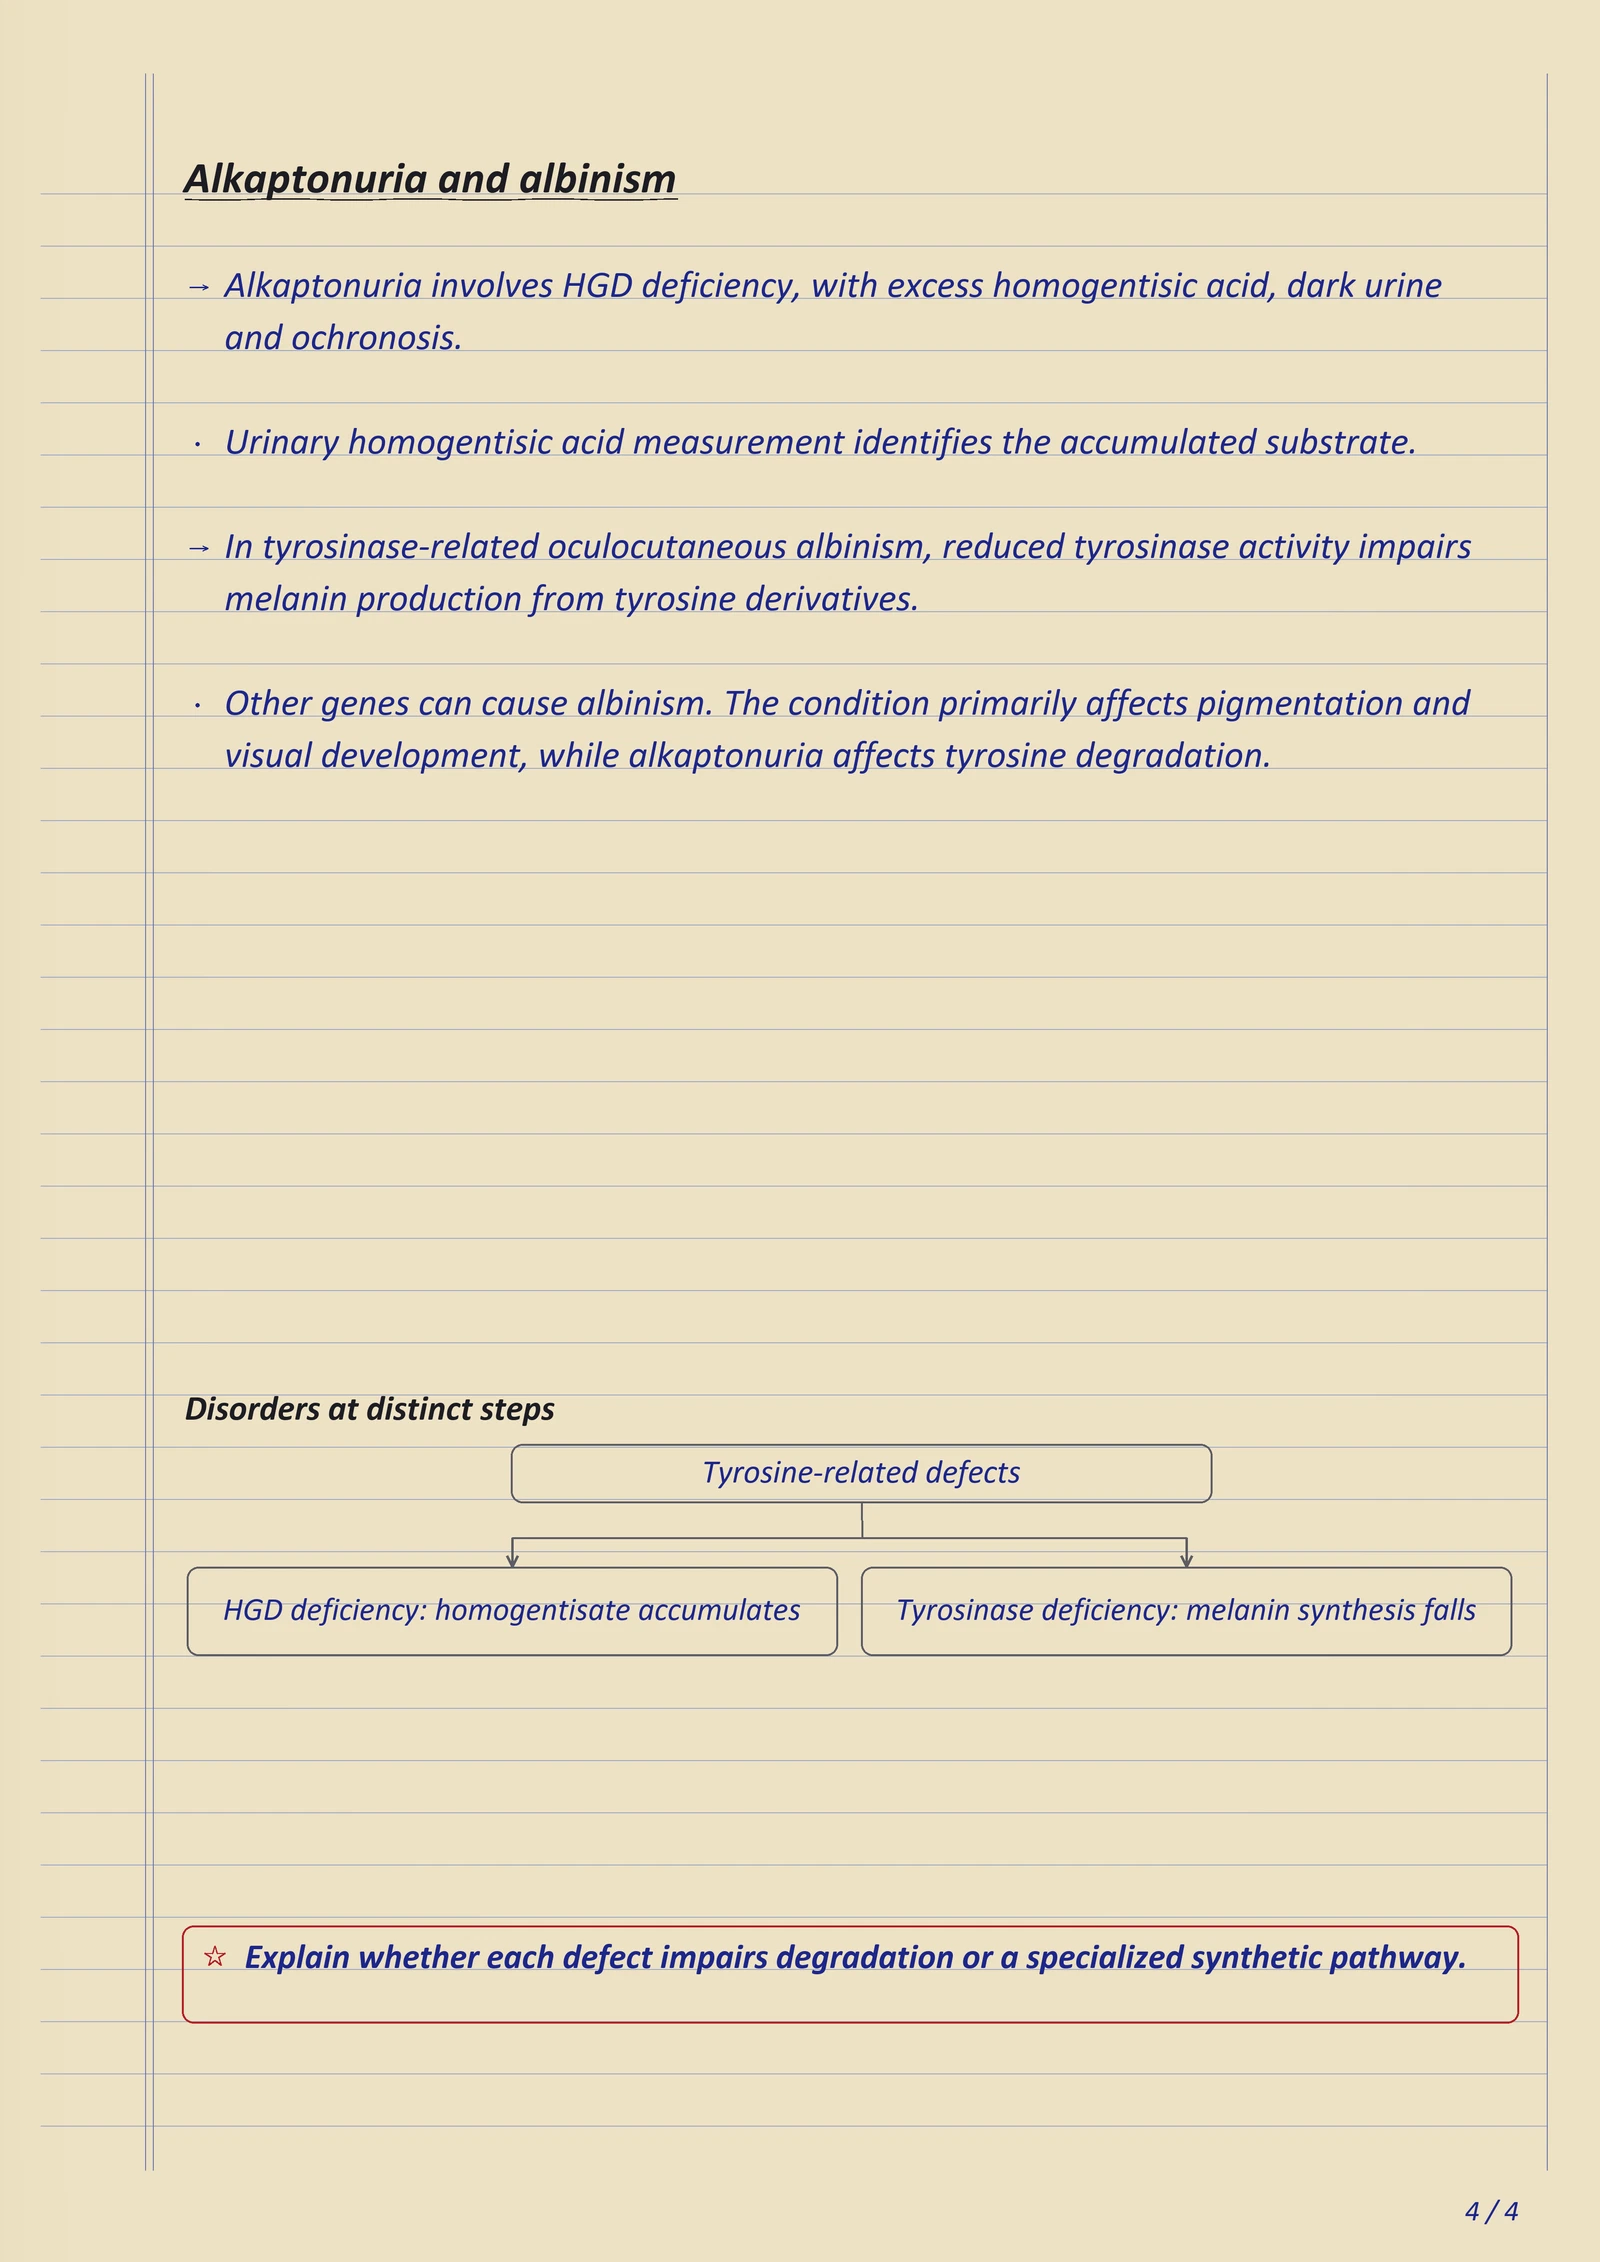 Alkaptonuria and albinism
→ Alkaptonuria involves HGD deficiency, with excess homogentisic acid, dark urine
and ochronosis.
· Urinary homogentisic acid measurement identifies the accumulated substrate.
→ In tyrosinase-related oculocutaneous albinism, reduced tyrosinase activity impairs
melanin production from tyrosine derivatives.
· Other genes can cause albinism. The condition primarily affects pigmentation and
visual development, while alkaptonuria affects tyrosine degradation.
Disorders at distinct steps
Tyrosine-related defects
HGD deficiency: homogentisate accumulates
Tyrosinase deficiency: melanin synthesis falls
☆ Explain whether each defect impairs degradation or a specialized synthetic pathway.
4 / 4